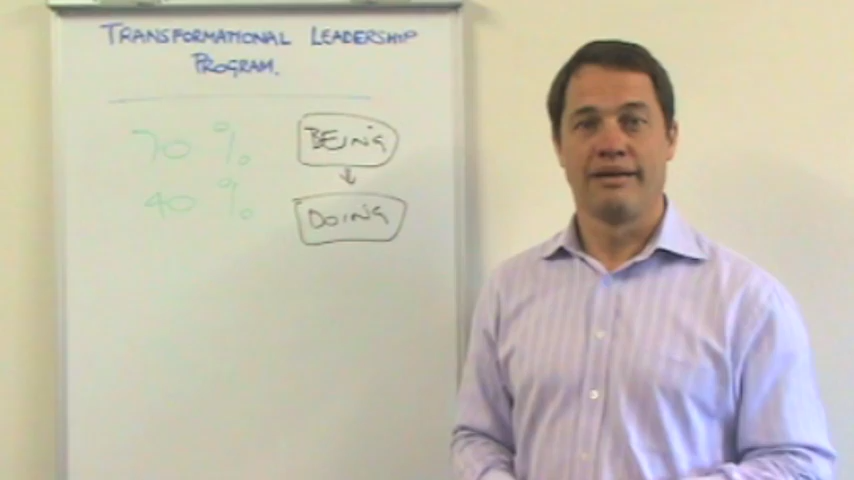 TRANSFORMATIONAL LEADERSHIP
PROGRAM.
70 % BEING
40 % DOING